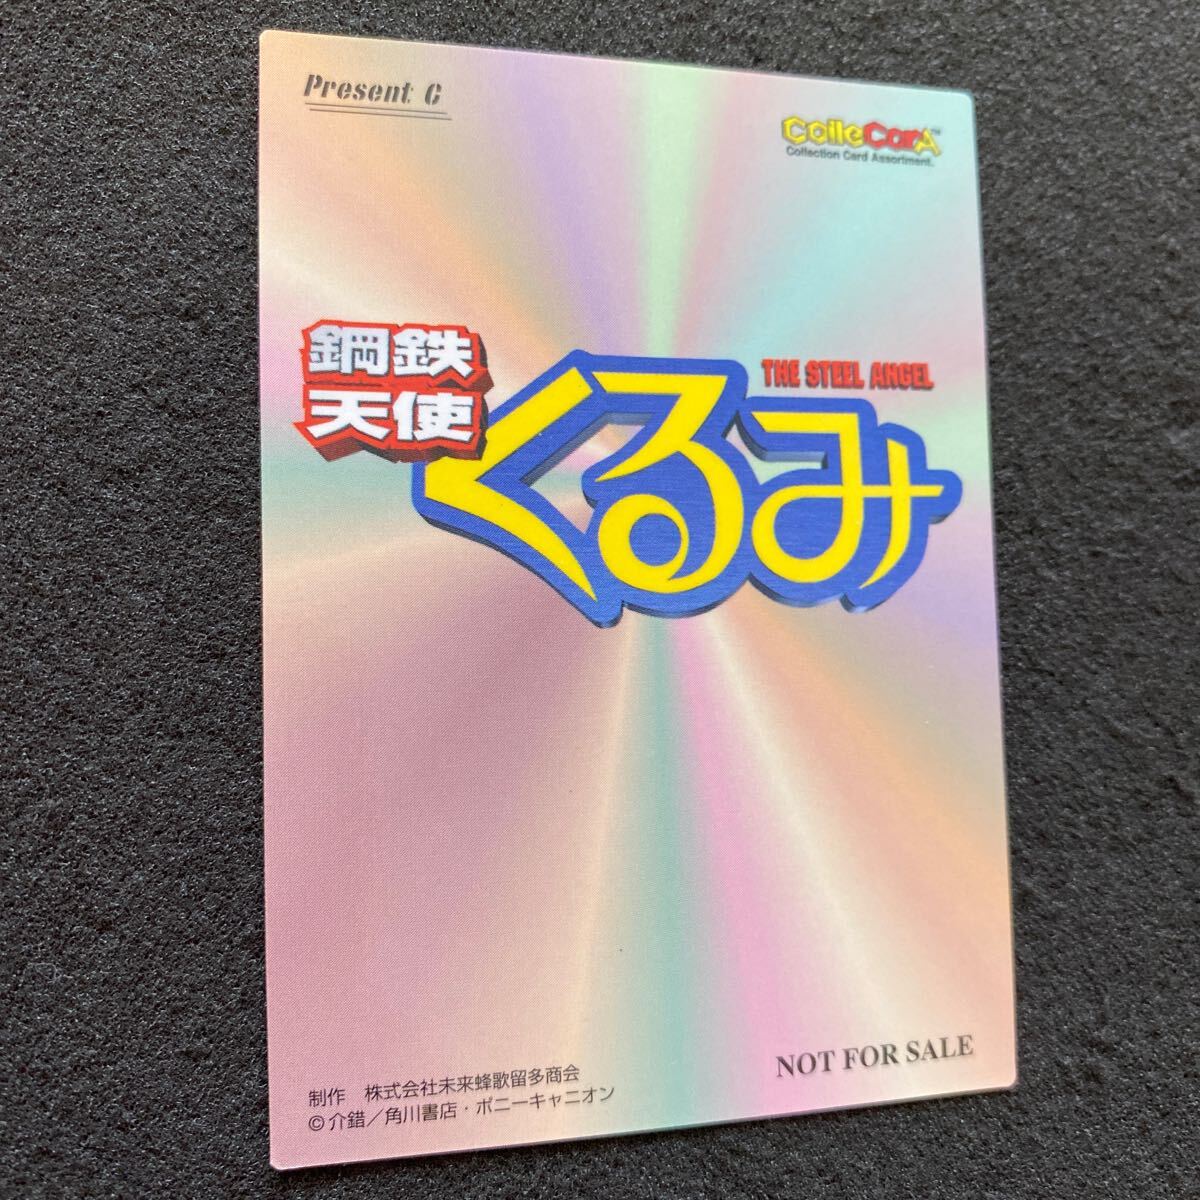 Present G
ColleCarA™
Collection Card Assortment.
THE STEEL ANGEL
鋼鉄
天使
くるみ
NOT FOR SALE
制作　株式会社未来蜂歌留多商会
©介錯／角川書店・ポニーキャニオン